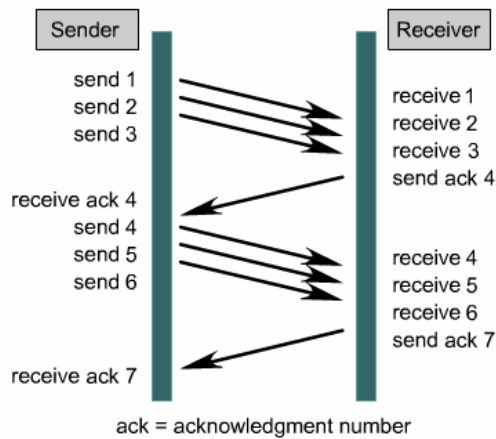 Sender
Receiver
send 1
send 2
send 3
receive 1
receive 2
receive 3
send ack 4
receive ack 4
send 4
send 5
send 6
receive 4
receive 5
receive 6
send ack 7
receive ack 7
ack = acknowledgment number